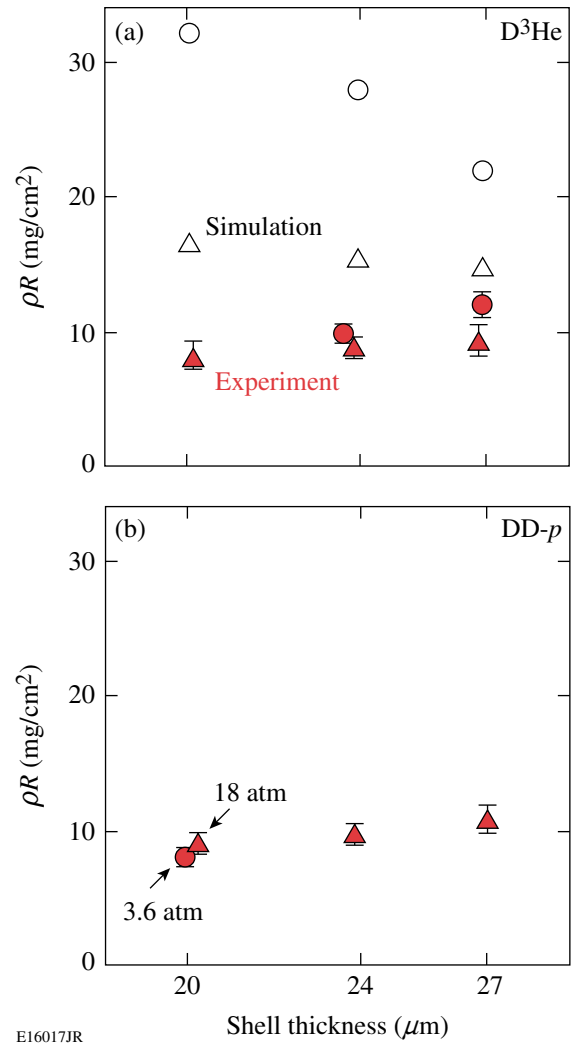 (a)
D³He
30
20
10
0
ρR (mg/cm²)
Simulation
Experiment
(b)
DD-p
30
20
10
0
ρR (mg/cm²)
18 atm
3.6 atm
20
24
27
Shell thickness (μm)
E16017JR